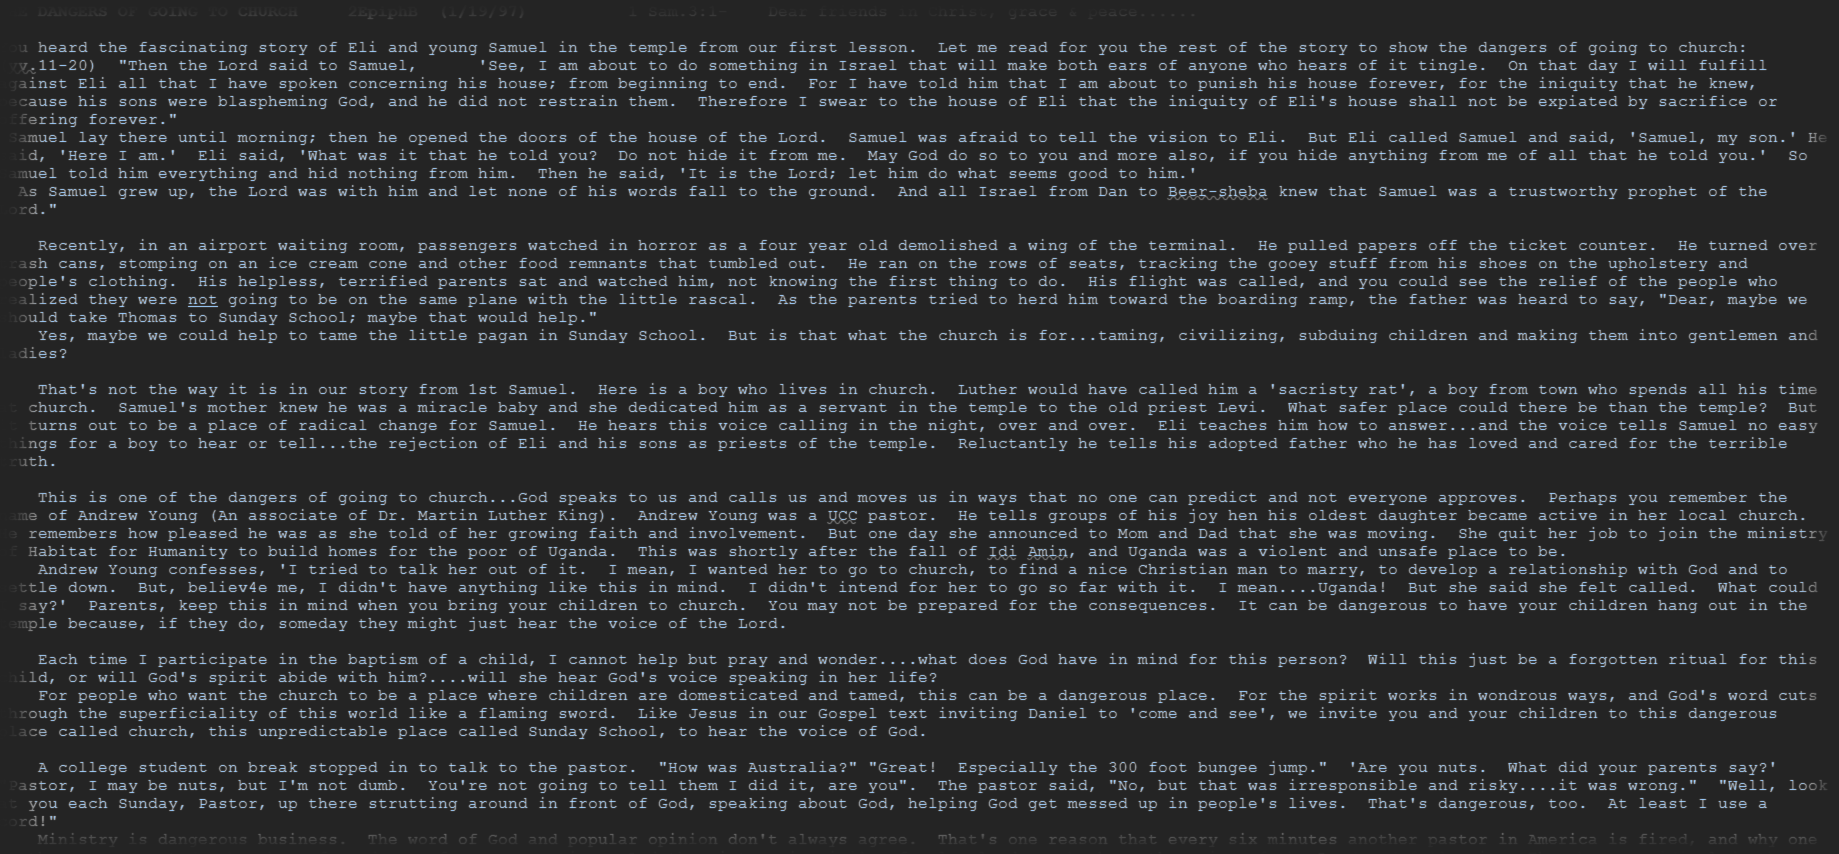 DANGERS OF GOING TO CHURCH 2EpiphB (1/19/97) 1 Sam.3:1- Dear friends in Christ, grace & peace......
heard the fascinating story of Eli and young Samuel in the temple from our first lesson. Let me read for you the rest of the story to show the dangers of going to church:
vv.11-20) "Then the Lord said to Samuel, 'See, I am about to do something in Israel that will make both ears of anyone who hears of it tingle. On that day I will fulfill
against Eli all that I have spoken concerning his house; from beginning to end. For I have told him that I am about to punish his house forever, for the iniquity that he knew,
ecause his sons were blaspheming God, and he did not restrain them. Therefore I swear to the house of Eli that the iniquity of Eli's house shall not be expiated by sacrifice or
ffering forever."
Samuel lay there until morning; then he opened the doors of the house of the Lord. Samuel was afraid to tell the vision to Eli. But Eli called Samuel and said, 'Samuel, my son.' He
aid, 'Here I am.' Eli said, 'What was it that he told you? Do not hide it from me. May God do so to you and more also, if you hide anything from me of all that he told you.' So
amuel told him everything and hid nothing from him. Then he said, 'It is the Lord; let him do what seems good to him.'
As Samuel grew up, the Lord was with him and let none of his words fall to the ground. And all Israel from Dan to Beer-sheba knew that Samuel was a trustworthy prophet of the
ord."
Recently, in an airport waiting room, passengers watched in horror as a four year old demolished a wing of the terminal. He pulled papers off the ticket counter. He turned over
rash cans, stomping on an ice cream cone and other food remnants that tumbled out. He ran on the rows of seats, tracking the gooey stuff from his shoes on the upholstery and
eople's clothing. His helpless, terrified parents sat and watched him, not knowing the first thing to do. His flight was called, and you could see the relief of the people who
ealized they were not going to be on the same plane with the little rascal. As the parents tried to herd him toward the boarding ramp, the father was heard to say, "Dear, maybe we
hould take Thomas to Sunday School; maybe that would help."
Yes, maybe we could help to tame the little pagan in Sunday School. But is that what the church is for...taming, civilizing, subduing children and making them into gentlemen and
adies?
That's not the way it is in our story from 1st Samuel. Here is a boy who lives in church. Luther would have called him a 'sacristy rat', a boy from town who spends all his time
church. Samuel's mother knew he was a miracle baby and she dedicated him as a servant in the temple to the old priest Levi. What safer place could there be than the temple? But
turns out to be a place of radical change for Samuel. He hears this voice calling in the night, over and over. Eli teaches him how to answer...and the voice tells Samuel no easy
hings for a boy to hear or tell...the rejection of Eli and his sons as priests of the temple. Reluctantly he tells his adopted father who he has loved and cared for the terrible
ruth.
This is one of the dangers of going to church...God speaks to us and calls us and moves us in ways that no one can predict and not everyone approves. Perhaps you remember the
ame of Andrew Young (An associate of Dr. Martin Luther King). Andrew Young was a UCC pastor. He tells groups of his joy hen his oldest daughter became active in her local church.
e remembers how pleased he was as she told of her growing faith and involvement. But one day she announced to Mom and Dad that she was moving. She quit her job to join the ministry
f Habitat for Humanity to build homes for the poor of Uganda. This was shortly after the fall of Idi Amin, and Uganda was a violent and unsafe place to be.
Andrew Young confesses, 'I tried to talk her out of it. I mean, I wanted her to go to church, to find a nice Christian man to marry, to develop a relationship with God and to
ettle down. But, believ4e me, I didn't have anything like this in mind. I didn't intend for her to go so far with it. I mean....Uganda! But she said she felt called. What could
say?' Parents, keep this in mind when you bring your children to church. You may not be prepared for the consequences. It can be dangerous to have your children hang out in the
emple because, if they do, someday they might just hear the voice of the Lord.
Each time I participate in the baptism of a child, I cannot help but pray and wonder....what does God have in mind for this person? Will this just be a forgotten ritual for this
hild, or will God's spirit abide with him?....will she hear God's voice speaking in her life?
For people who want the church to be a place where children are domesticated and tamed, this can be a dangerous place. For the spirit works in wondrous ways, and God's word cuts
hrough the superficiality of this world like a flaming sword. Like Jesus in our Gospel text inviting Daniel to 'come and see', we invite you and your children to this dangerous
lace called church, this unpredictable place called Sunday School, to hear the voice of God.
A college student on break stopped in to talk to the pastor. "How was Australia?" "Great! Especially the 300 foot bungee jump." 'Are you nuts. What did your parents say?'
Pastor, I may be nuts, but I'm not dumb. You're not going to tell them I did it, are you". The pastor said, "No, but that was irresponsible and risky....it was wrong." "Well, look
t you each Sunday, Pastor, up there strutting around in front of God, speaking about God, helping God get messed up in people's lives. That's dangerous, too. At least I use a
ord!"
Ministry is dangerous business. The word of God and popular opinion don't always agree. That's one reason that every six minutes another pastor in America is fired, and why one